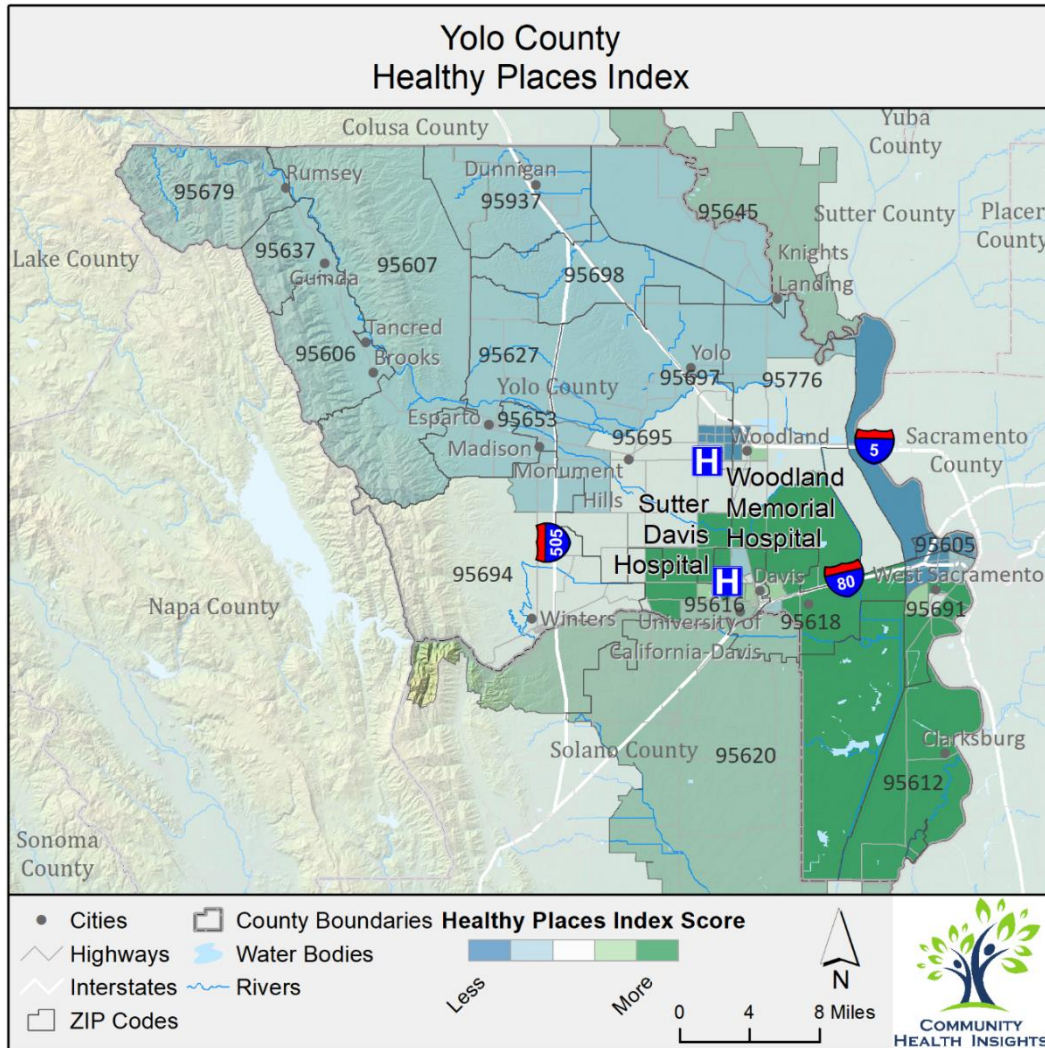 Yolo County
Healthy Places Index
Colusa County
Yuba
County
Rumsey
Dunnigan
95679
95937
95645
Sutter County
Placer
County
Lake County
95637
95607
Guinda
95698
Knights
Landing
Tancred
95606
Brooks
95627
Yolo
Yolo County
95697
95776
Esparto
95653
Madison
95695
Woodland
5
Sacramento
County
Monument
Hills
H
Woodland
Memorial
Hospital
Sutter
Davis
Hospital
505
H
95605
95694
Davis
80
West Sacramento
Napa County
95616
95691
Winters
University of
California-Davis
95618
Solano County
95620
Clarksburg
95612
Sonoma
County
Cities
Highways
Interstates
ZIP Codes
County Boundaries
Water Bodies
Rivers
Healthy Places Index Score
Less
More
N
0 4 8 Miles
COMMUNITY
HEALTH INSIGHTS